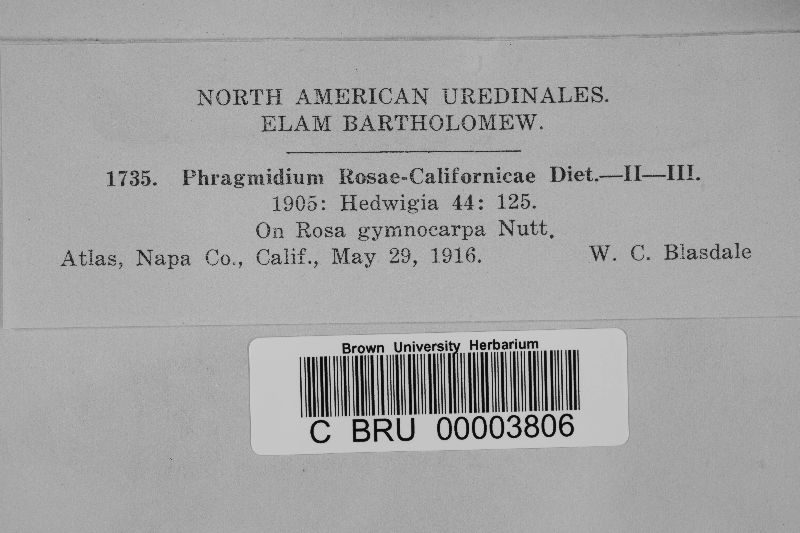 NORTH AMERICAN UREDINALES.
ELAM BARTHOLOMEW.
1735. Phragmidium Rosae-Californicae Diet.—II—III.
1905: Hedwigia 44: 125.
On Rosa gymnocarpa Nutt.
Atlas, Napa Co., Calif., May 29, 1916. W. C. Blasdale
Brown University Herbarium
C BRU 00003806